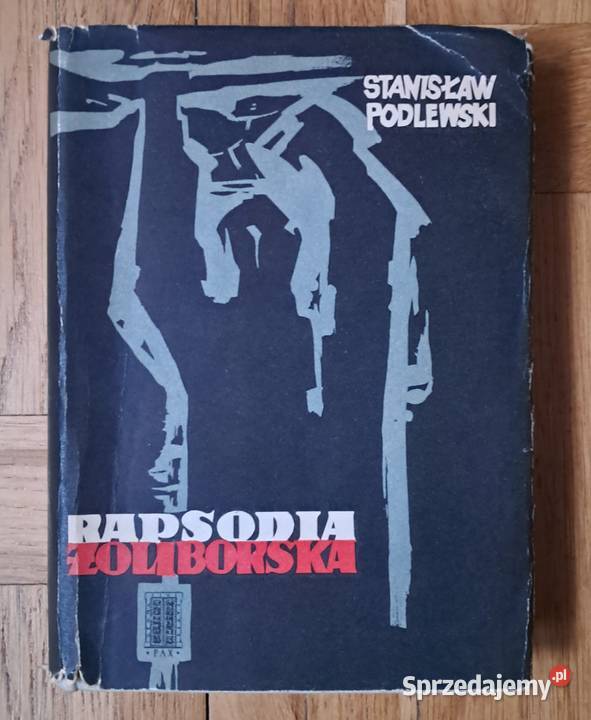 STANISŁAW
PODLEWSKI
RAPSODIA
ŻOLIBORSKA
· PAX ·
Sprzedajemy.pl